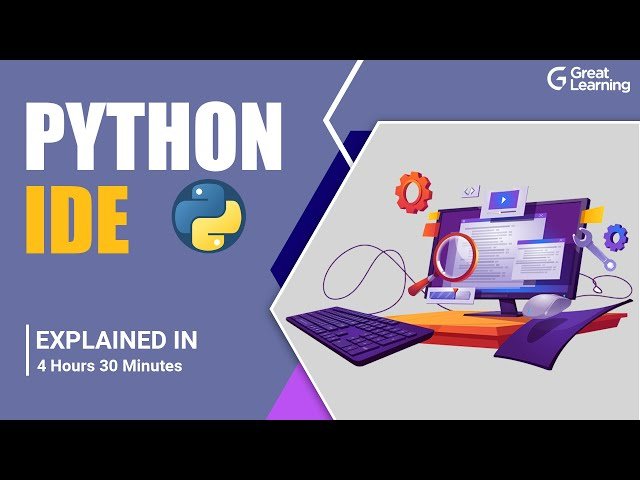 Great
Learning
PYTHON
IDE
EXPLAINED IN
4 Hours 30 Minutes